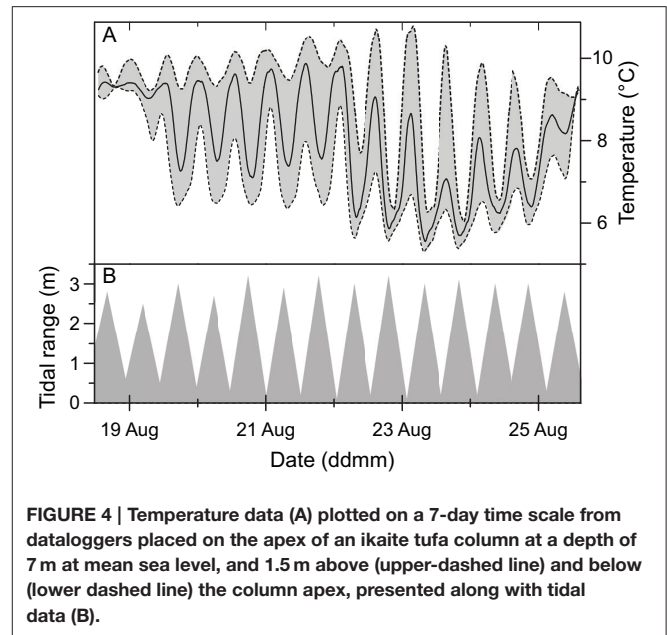 A
10
8
6
Temperature (°C)
B
3
2
1
0
Tidal range (m)
19 Aug 21 Aug 23 Aug 25 Aug
Date (ddmm)
FIGURE 4 | Temperature data (A) plotted on a 7-day time scale from
dataloggers placed on the apex of an ikaite tufa column at a depth of
7 m at mean sea level, and 1.5 m above (upper-dashed line) and below
(lower dashed line) the column apex, presented along with tidal
data (B).